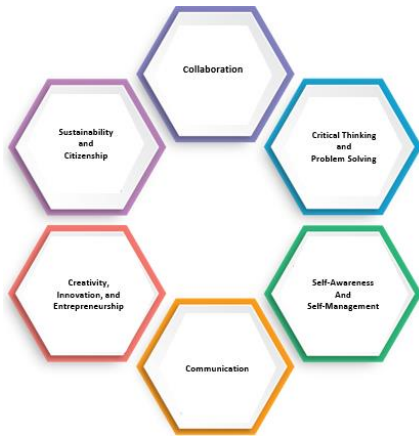 Collaboration
Critical Thinking
and
Problem Solving
Self-Awareness
And
Self-Management
Communication
Creativity,
Innovation, and
Entrepreneurship
Sustainability
and
Citizenship